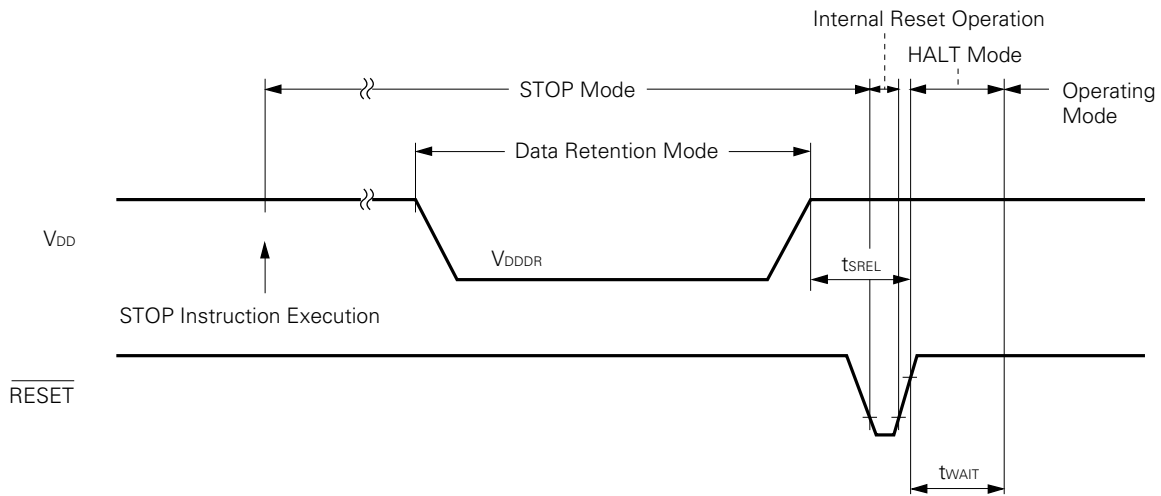 Internal Reset Operation
HALT Mode
STOP Mode
Operating
Mode
Data Retention Mode
VDD
VDDDR
tSREL
STOP Instruction Execution
RESET
tWAIT